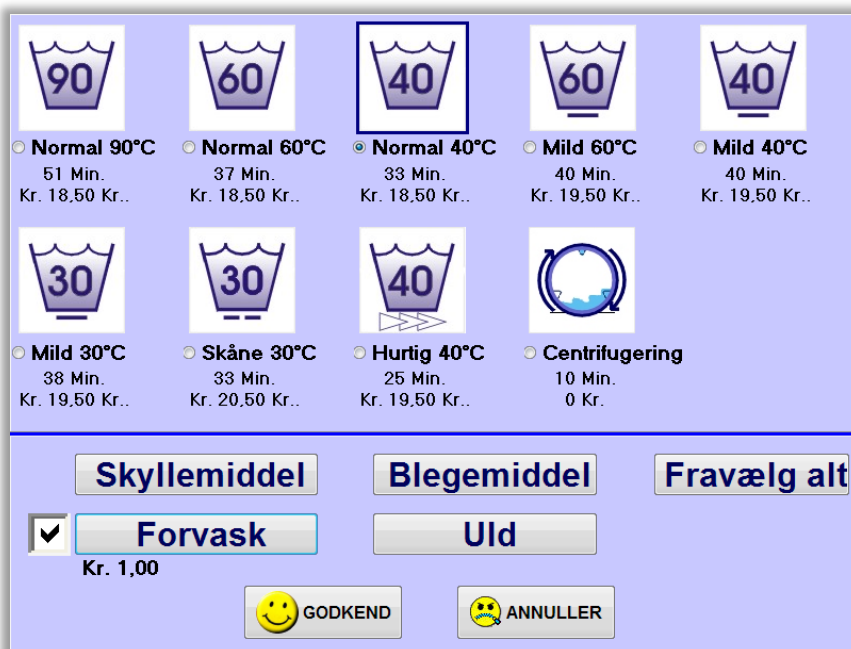 90 60 40 60 40
Normal 90°C Normal 60°C Normal 40°C Mild 60°C Mild 40°C
51 Min. 37 Min. 33 Min. 40 Min. 40 Min.
Kr. 18,50 Kr.. Kr. 18,50 Kr.. Kr. 18,50 Kr.. Kr. 19,50 Kr.. Kr. 19,50 Kr..
30 30 40
Mild 30°C Skåne 30°C Hurtig 40°C Centrifugering
38 Min. 33 Min. 25 Min. 10 Min.
Kr. 19,50 Kr.. Kr. 20,50 Kr.. Kr. 19,50 Kr.. 0 Kr.
Skyllemiddel Blegemiddel Fravælg alt
Forvask Uld
Kr. 1,00
GODKEND ANNULLER